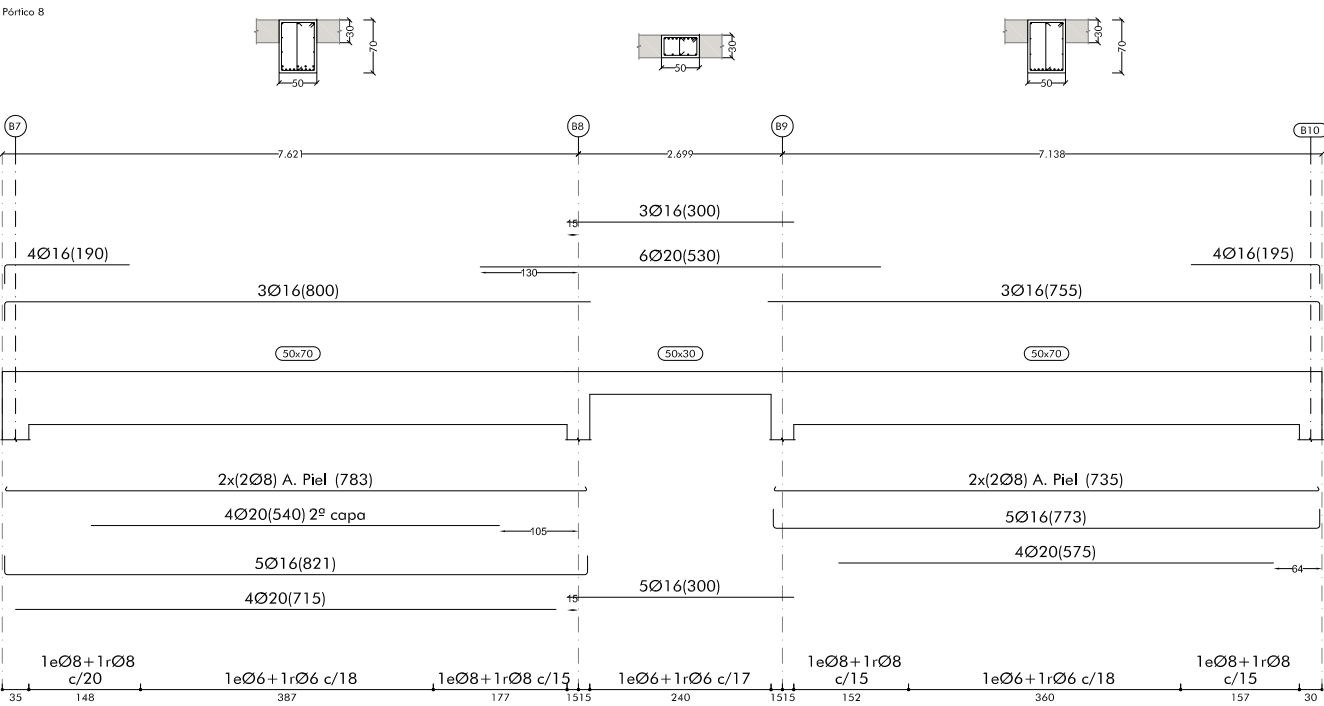 Pórtico 8
30
70
50
30
50
30
70
50
B7
B8
B9
B10
7.621
2.699
7.138
3Ø16(300)
15
4Ø16(190)
6Ø20(530)
4Ø16(195)
130
3Ø16(800)
3Ø16(755)
50x70
50x30
50x70
2x(2Ø8) A. Piel (783)
2x(2Ø8) A. Piel (735)
4Ø20(540) 2ª capa
5Ø16(773)
105
5Ø16(821)
4Ø20(575)
64
4Ø20(715)
5Ø16(300)
15
1eØ8+1rØ8
c/20
1eØ6+1rØ6 c/18
1eØ8+1rØ8 c/15
1eØ6+1rØ6 c/17
1eØ8+1rØ8
c/15
1eØ6+1rØ6 c/18
1eØ8+1rØ8
c/15
35
148
387
177
15
15
240
15
15
152
360
157
30